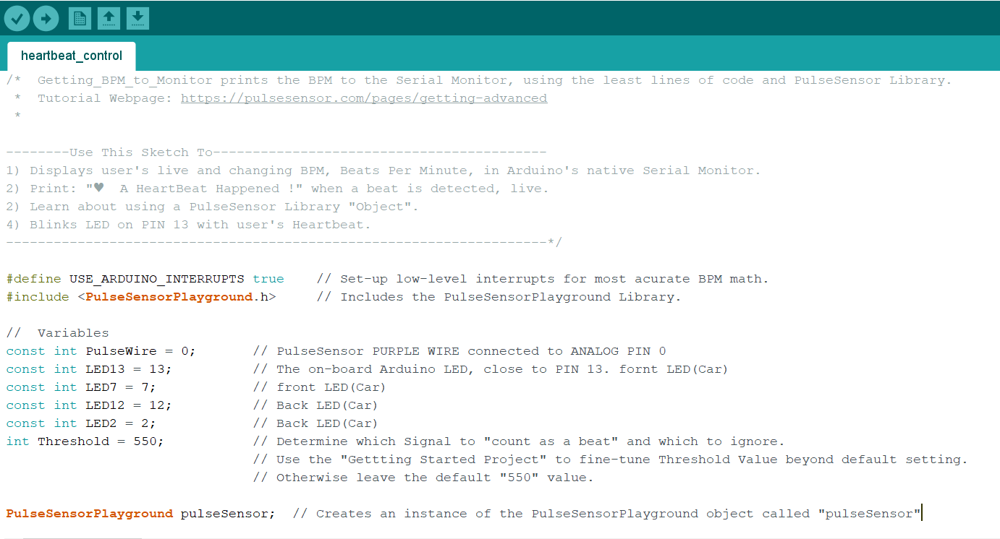 heartbeat_control
/*  Getting_BPM_to_Monitor prints the BPM to the Serial Monitor, using the least lines of code and PulseSensor Library.
 *  Tutorial Webpage: https://pulsesensor.com/pages/getting-advanced
 *
--------Use This Sketch To------------------------------------------
1) Displays user's live and changing BPM, Beats Per Minute, in Arduino's native Serial Monitor.
2) Print: "♥  A HeartBeat Happened !" when a beat is detected, live.
2) Learn about using a PulseSensor Library "Object".
4) Blinks LED on PIN 13 with user's Heartbeat.
--------------------------------------------------------------------*/
#define USE_ARDUINO_INTERRUPTS true    // Set-up low-level interrupts for most acurate BPM math.
#include <PulseSensorPlayground.h>     // Includes the PulseSensorPlayground Library.
//  Variables
const int PulseWire = 0;       // PulseSensor PURPLE WIRE connected to ANALOG PIN 0
const int LED13 = 13;          // The on-board Arduino LED, close to PIN 13. fornt LED(Car)
const int LED7 = 7;            // front LED(Car)
const int LED12 = 12;          // Back LED(Car)
const int LED2 = 2;            // Back LED(Car)
int Threshold = 550;           // Determine which Signal to "count as a beat" and which to ignore.
                               // Use the "Gettting Started Project" to fine-tune Threshold Value beyond default setting.
                               // Otherwise leave the default "550" value.
PulseSensorPlayground pulseSensor;  // Creates an instance of the PulseSensorPlayground object called "pulseSensor"